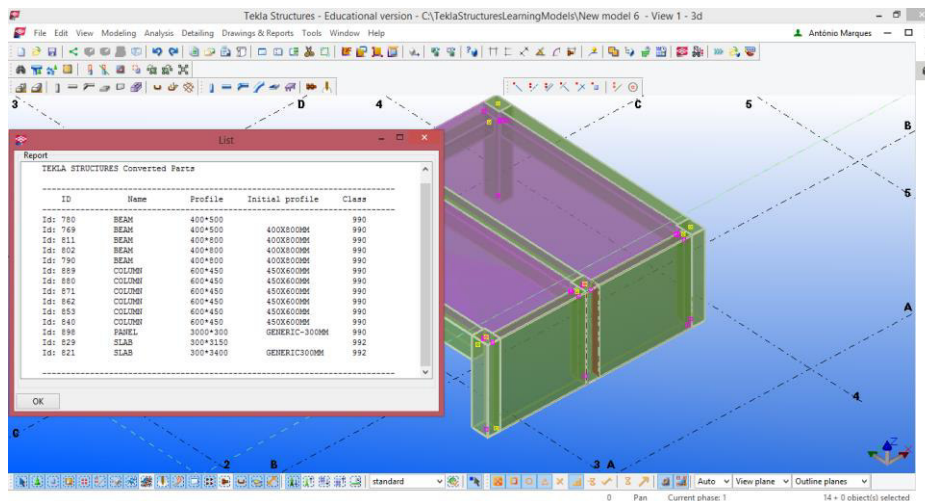 Tekla Structures - Educational version - C:\TeklaStructuresLearningModels\New model 6 - View 1 - 3d
File Edit View Modeling Analysis Detailing Drawings & Reports Tools Window Help
António Marques
3 D 4 C 5 B
List
Report
TEKLA STRUCTURES Converted Parts
ID Name Profile Initial profile Class
Id: 780 BEAM 400*500 990
Id: 769 BEAM 400*500 400X800MM 990
Id: 811 BEAM 400*800 400X800MM 990
Id: 802 BEAM 400*800 400X800MM 990
Id: 790 BEAM 400*800 400X800MM 990
Id: 889 COLUMN 600*450 450X600MM 990
Id: 880 COLUMN 600*450 450X600MM 990
Id: 871 COLUMN 600*450 450X600MM 990
Id: 862 COLUMN 600*450 450X600MM 990
Id: 853 COLUMN 600*450 450X600MM 990
Id: 840 COLUMN 600*450 450X600MM 990
Id: 898 PANEL 3000*300 GENERIC-300MM 990
Id: 829 SLAB 300*3150 992
Id: 821 SLAB 300*3400 GENERIC300MM 992
OK
5
A
4
C
2 B 3 A
Z
standard Auto View plane Outline planes
0 Pan Current phase: 1 14 + 0 object(s) selected